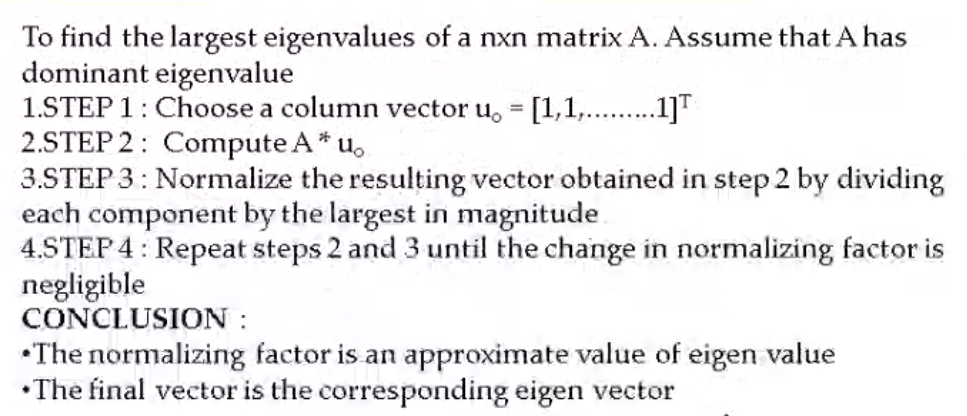 To find the largest eigenvalues of a nxn matrix A. Assume that A has
dominant eigenvalue
1.STEP 1 : Choose a column vector u₀ = [1,1,.........1]ᵀ
2.STEP 2 : Compute A * u₀
3.STEP 3 : Normalize the resulting vector obtained in step 2 by dividing
each component by the largest in magnitude
4.STEP 4 : Repeat steps 2 and 3 until the change in normalizing factor is
negligible
CONCLUSION :
•The normalizing factor is an approximate value of eigen value
•The final vector is the corresponding eigen vector